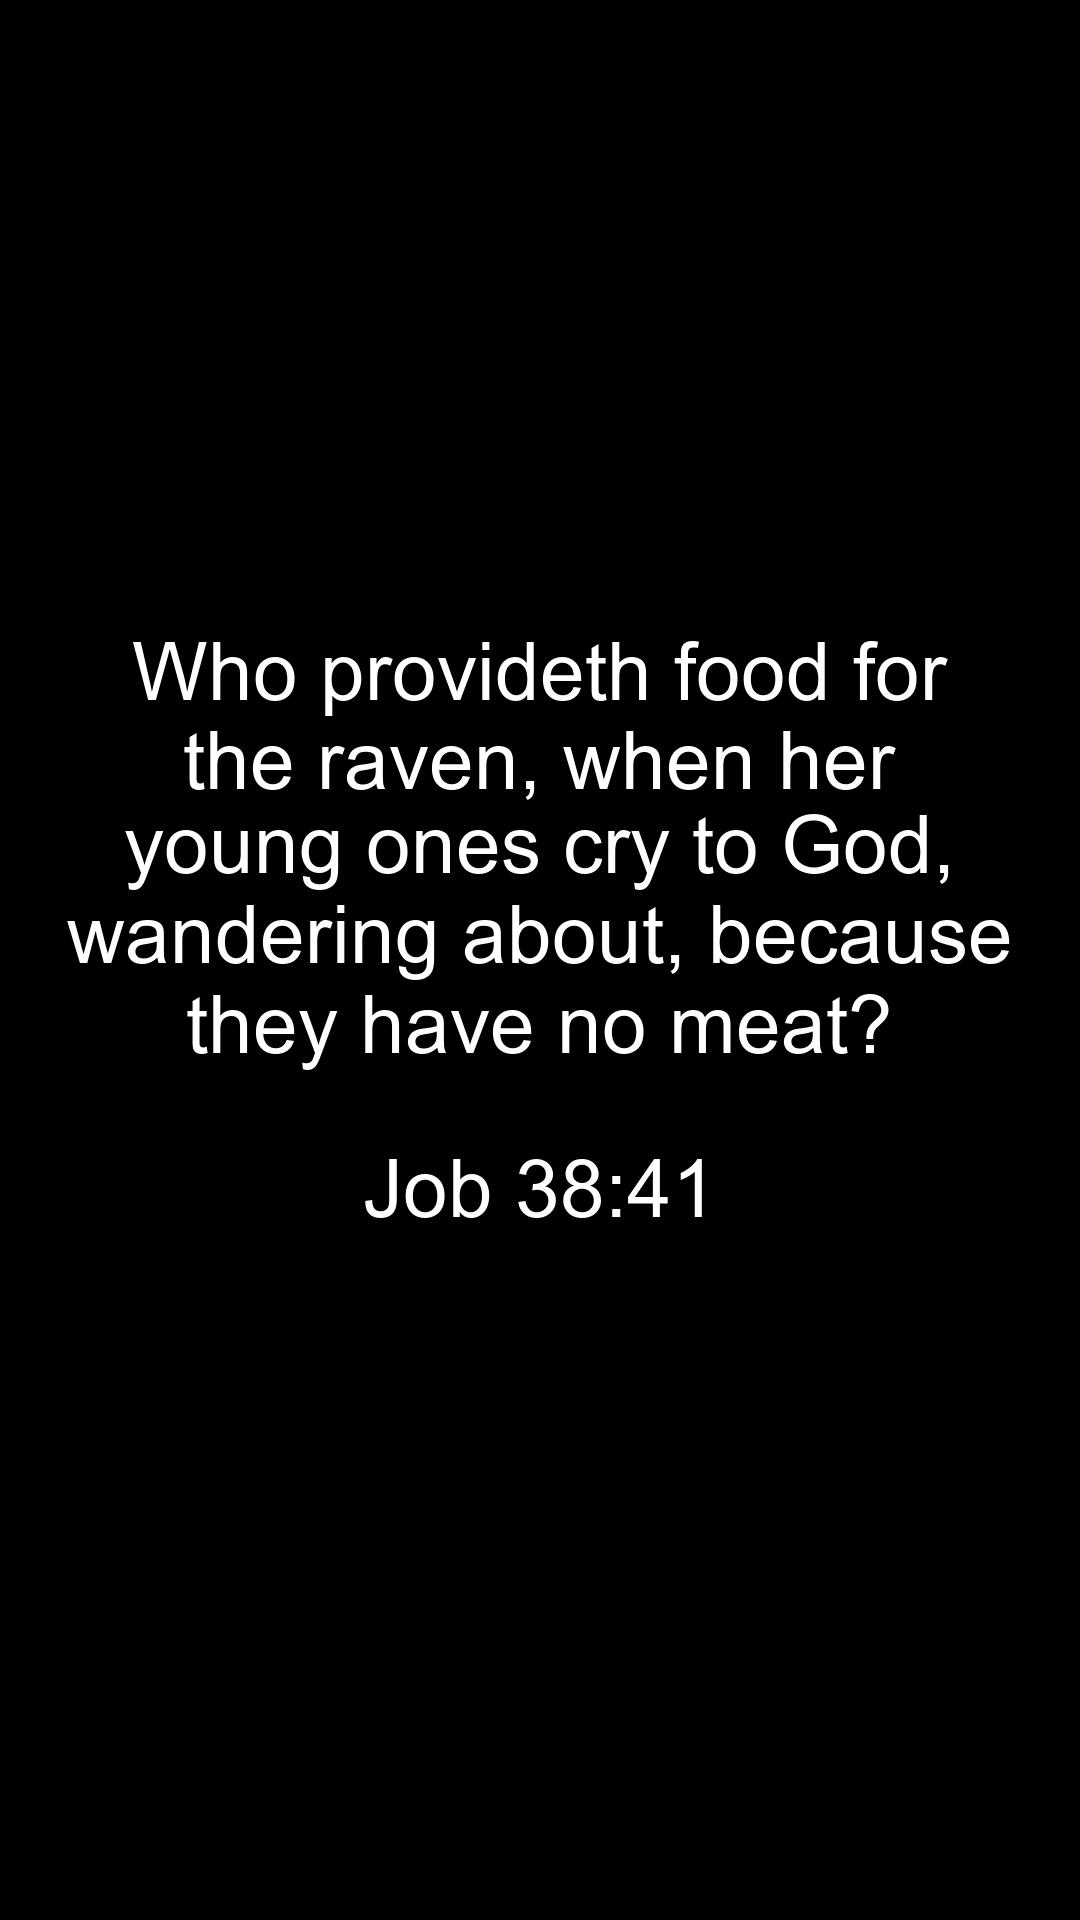 Who provideth food for
the raven, when her
young ones cry to God,
wandering about, because
they have no meat?
Job 38:41